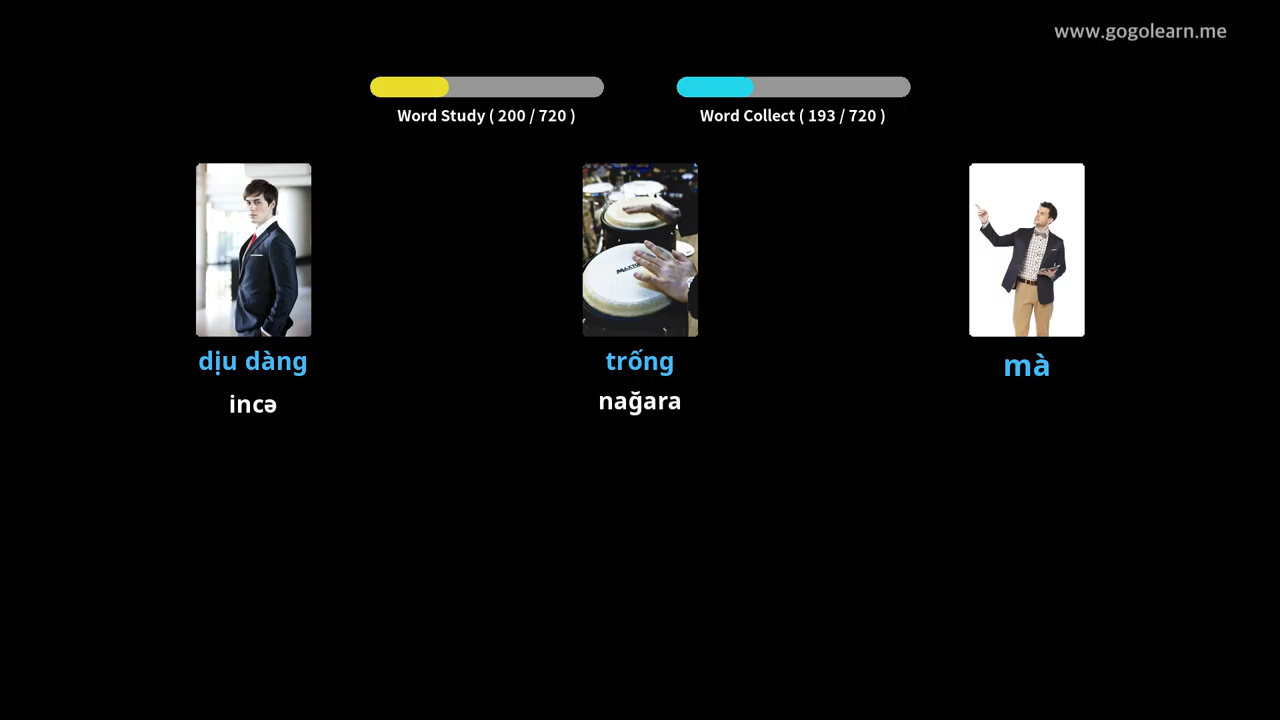 www.gogolearn.me
Word Study ( 200 / 720 )
Word Collect ( 193 / 720 )
dịu dàng
trống
mà
incə
nağara